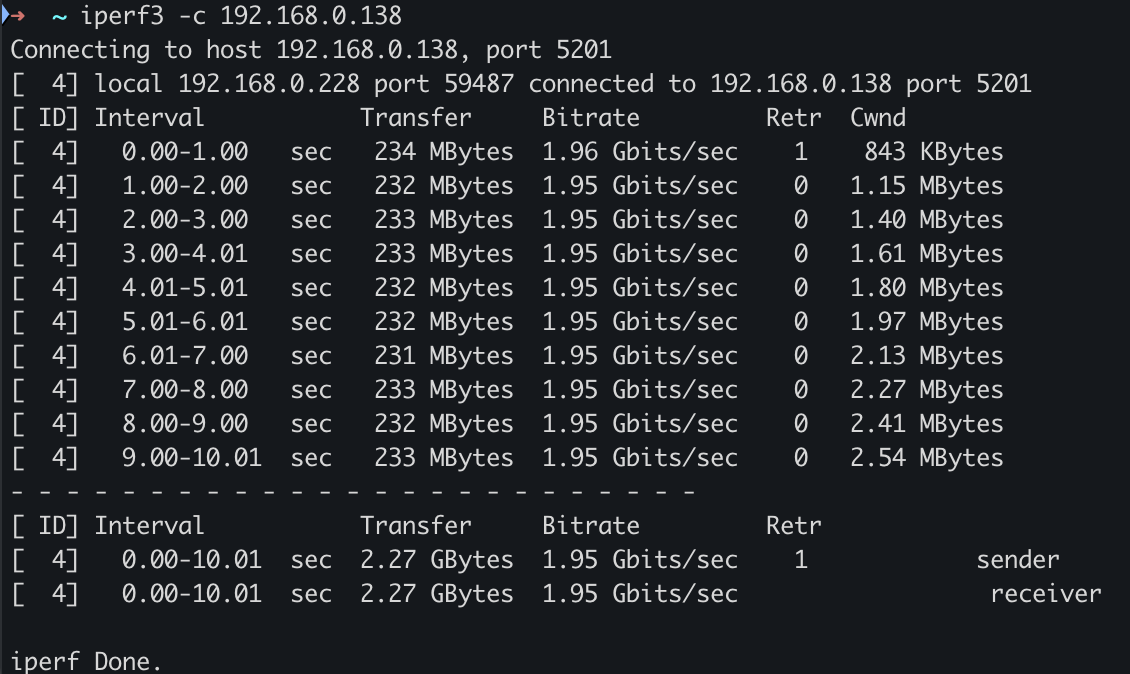 ➜  ~ iperf3 -c 192.168.0.138
Connecting to host 192.168.0.138, port 5201
[  4] local 192.168.0.228 port 59487 connected to 192.168.0.138 port 5201
[ ID] Interval           Transfer     Bitrate         Retr  Cwnd
[  4]   0.00-1.00   sec   234 MBytes  1.96 Gbits/sec    1    843 KBytes
[  4]   1.00-2.00   sec   232 MBytes  1.95 Gbits/sec    0   1.15 MBytes
[  4]   2.00-3.00   sec   233 MBytes  1.95 Gbits/sec    0   1.40 MBytes
[  4]   3.00-4.01   sec   233 MBytes  1.95 Gbits/sec    0   1.61 MBytes
[  4]   4.01-5.01   sec   232 MBytes  1.95 Gbits/sec    0   1.80 MBytes
[  4]   5.01-6.01   sec   232 MBytes  1.95 Gbits/sec    0   1.97 MBytes
[  4]   6.01-7.00   sec   231 MBytes  1.95 Gbits/sec    0   2.13 MBytes
[  4]   7.00-8.00   sec   233 MBytes  1.95 Gbits/sec    0   2.27 MBytes
[  4]   8.00-9.00   sec   232 MBytes  1.95 Gbits/sec    0   2.41 MBytes
[  4]   9.00-10.01  sec   233 MBytes  1.95 Gbits/sec    0   2.54 MBytes
- - - - - - - - - - - - - - - - - - - - - - - - -
[ ID] Interval           Transfer     Bitrate         Retr
[  4]   0.00-10.01  sec  2.27 GBytes  1.95 Gbits/sec    1            sender
[  4]   0.00-10.01  sec  2.27 GBytes  1.95 Gbits/sec                  receiver
iperf Done.